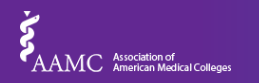 AAMC
Association of
American Medical Colleges